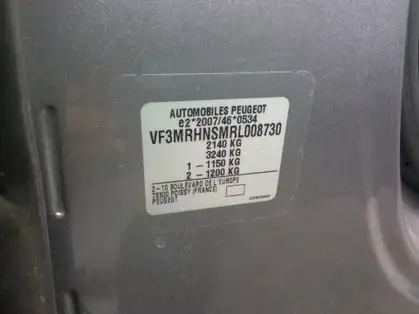 AUTOMOBILES PEUGEOT
e2*2007/46*0534
VF3MRHNSMRL008730
2140 KG
3240 KG
1 - 1150 KG
2 - 1200 KG
2-10 BOULEVARD DE L'EUROPE
78300 POISSY (FRANCE)
PEUGEOT